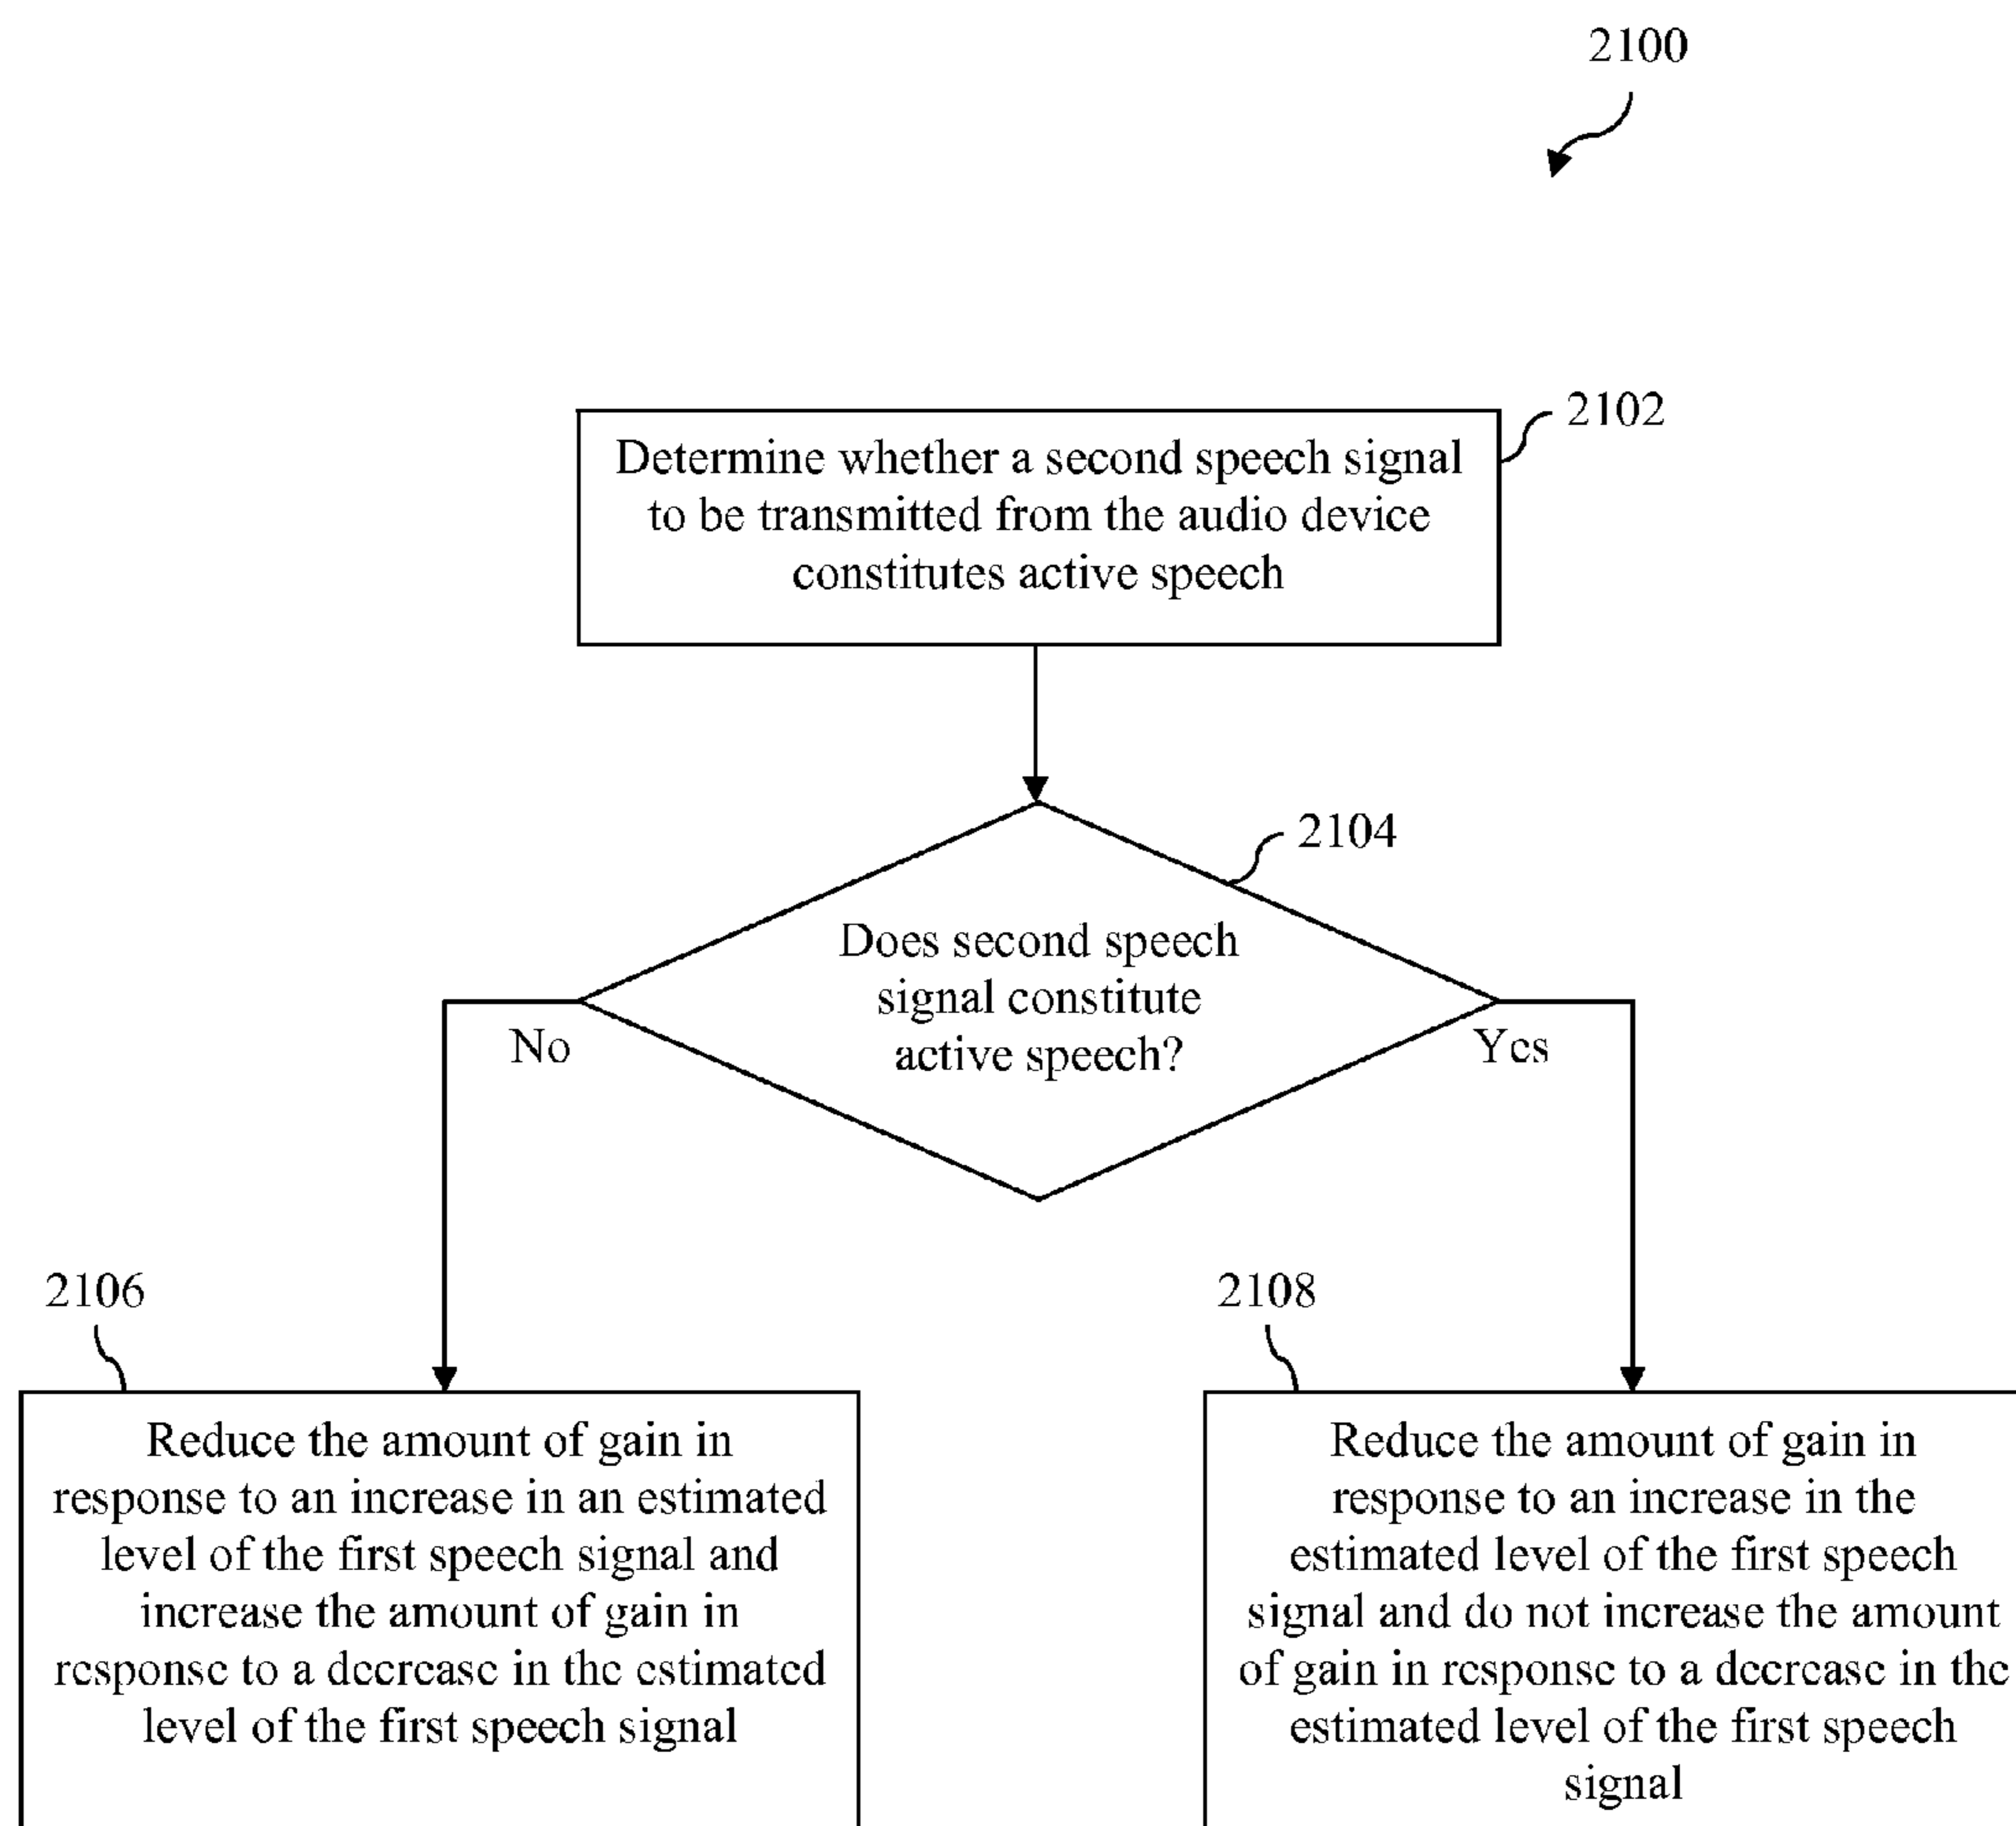 2100
2102
Determine whether a second speech signal
to be transmitted from the audio device
constitutes active speech
2104
Does second speech
signal constitute
active speech?
No
Yes
2106
2108
Reduce the amount of gain in
response to an increase in an estimated
level of the first speech signal and
increase the amount of gain in
response to a decrease in the estimated
level of the first speech signal
Reduce the amount of gain in
response to an increase in the
estimated level of the first speech
signal and do not increase the amount
of gain in response to a decrease in the
estimated level of the first speech
signal